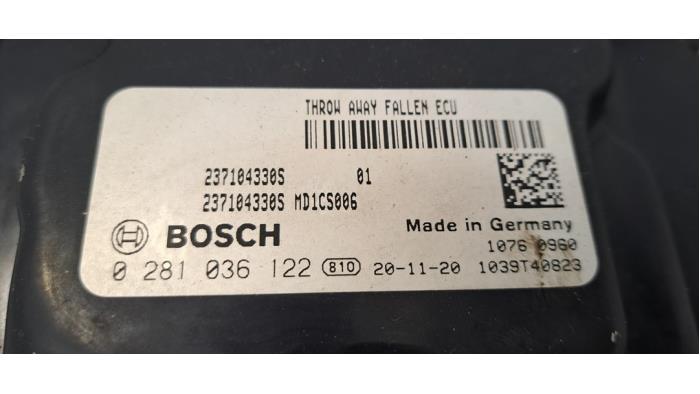 THROW AWAY FALLEN ECU
237104330S 01
237104330S MD1CS006
BOSCH Made in Germany
1076 0960
0 281 036 122 810 20-11-20 1039T40823